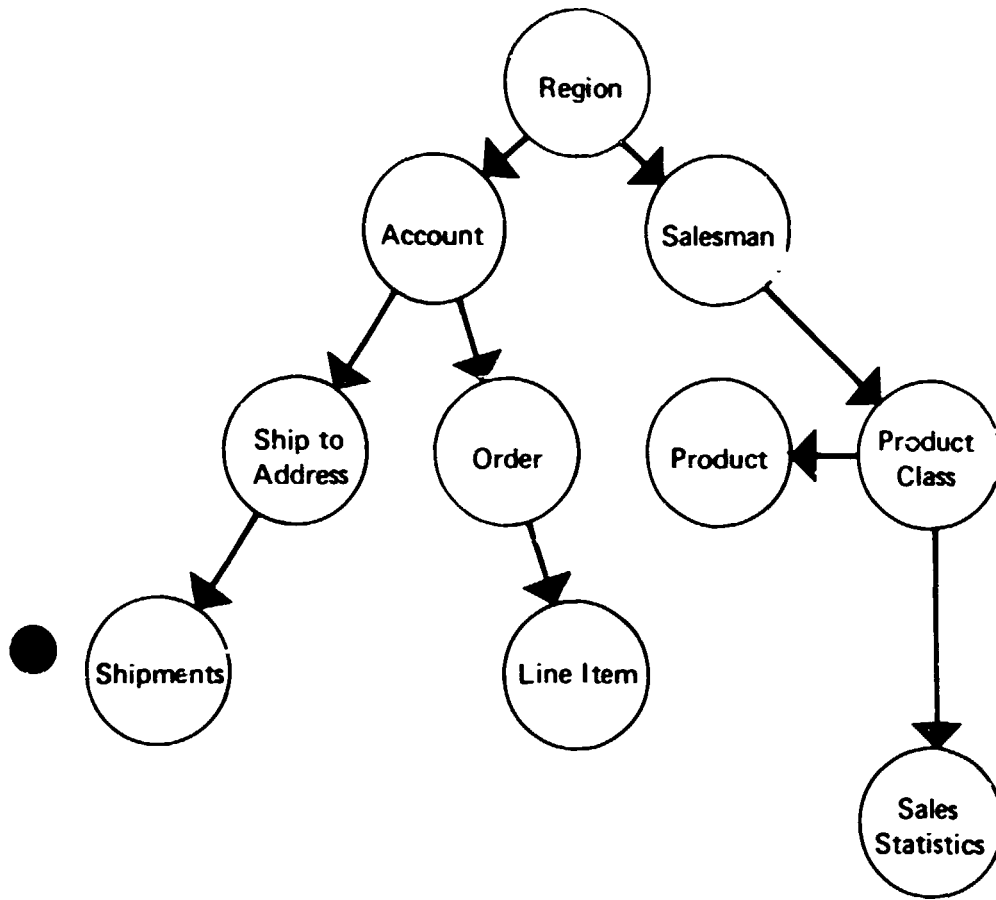 Region
Account
Salesman
Ship to
Address
Order
Product
Product
Class
Shipments
Line Item
Sales
Statistics